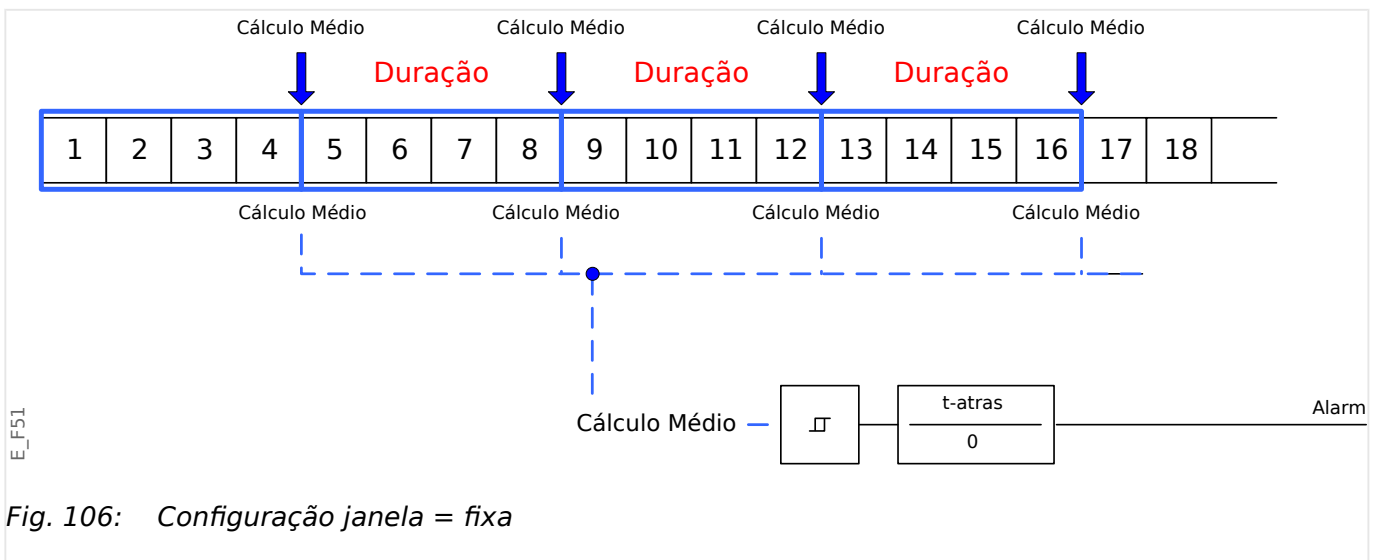 Cálculo Médio Cálculo Médio Cálculo Médio Cálculo Médio
Duração Duração Duração
1 2 3 4 5 6 7 8 9 10 11 12 13 14 15 16 17 18
Cálculo Médio Cálculo Médio Cálculo Médio Cálculo Médio
t-atras
Cálculo Médio
0
Alarm
E_F51
Fig. 106: Configuração janela = fixa